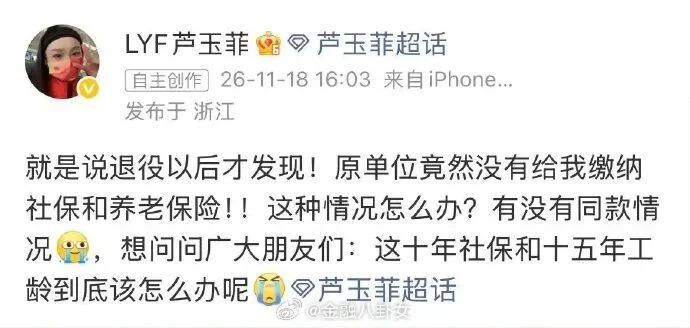 LYF芦玉菲 芦玉菲超话
自主创作 26-11-18 16:03 来自iPhone...
发布于 浙江
就是说退役以后才发现！原单位竟然没有给我缴纳
社保和养老保险!！这种情况怎么办？有没有同款情
况，想问问广大朋友们：这十年社保和十五年工
龄到底该怎么办呢芦玉菲超话
@金融八卦女